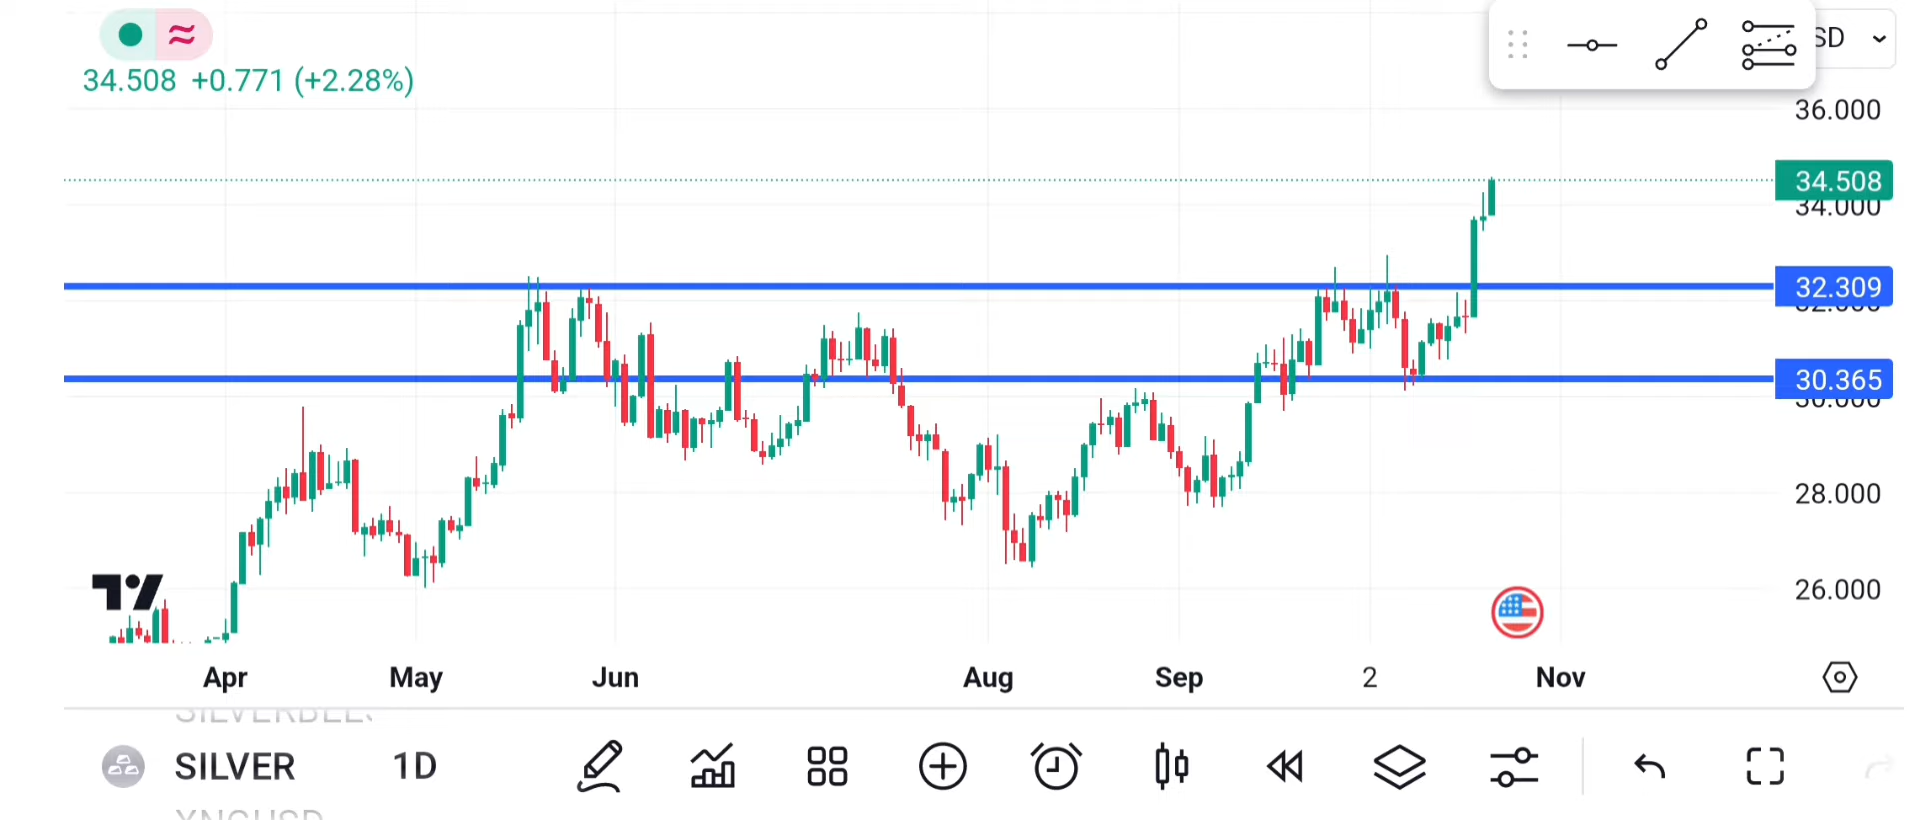 SD
34.508 +0.771 (+2.28%)
36.000
34.508
34.000
32.309
30.365
28.000
26.000
Apr May Jun Aug Sep 2 Nov
SILVER 1D